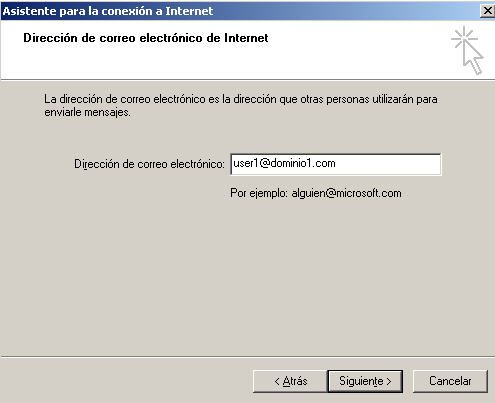 Asistente para la conexión a Internet
Dirección de correo electrónico de Internet
La dirección de correo electrónico es la dirección que otras personas utilizarán para
enviarle mensajes.
Dirección de correo electrónico: user1@dominio1.com
Por ejemplo: alguien@microsoft.com
< Atrás Siguiente > Cancelar